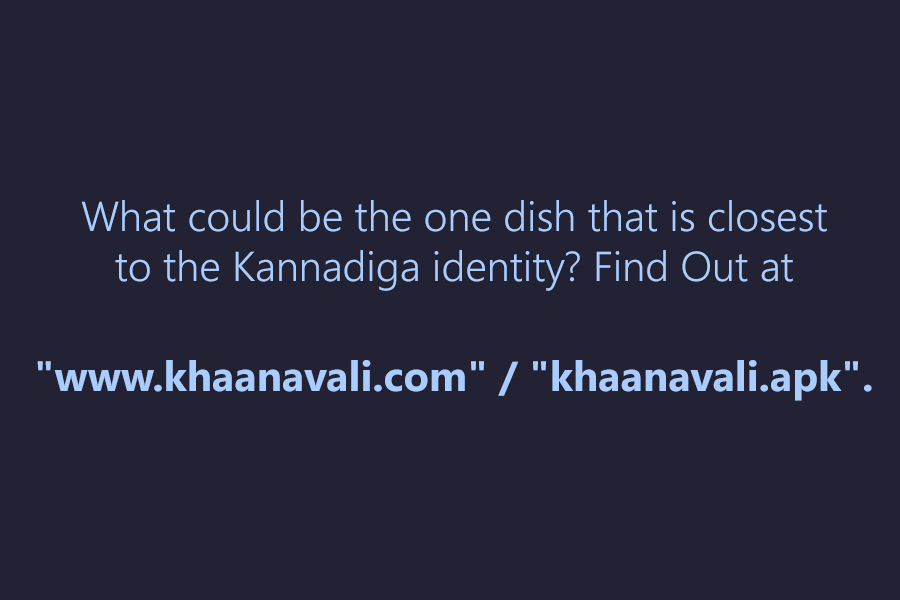 What could be the one dish that is closest
to the Kannadiga identity? Find Out at
"www.khaanavali.com" / "khaanavali.apk".